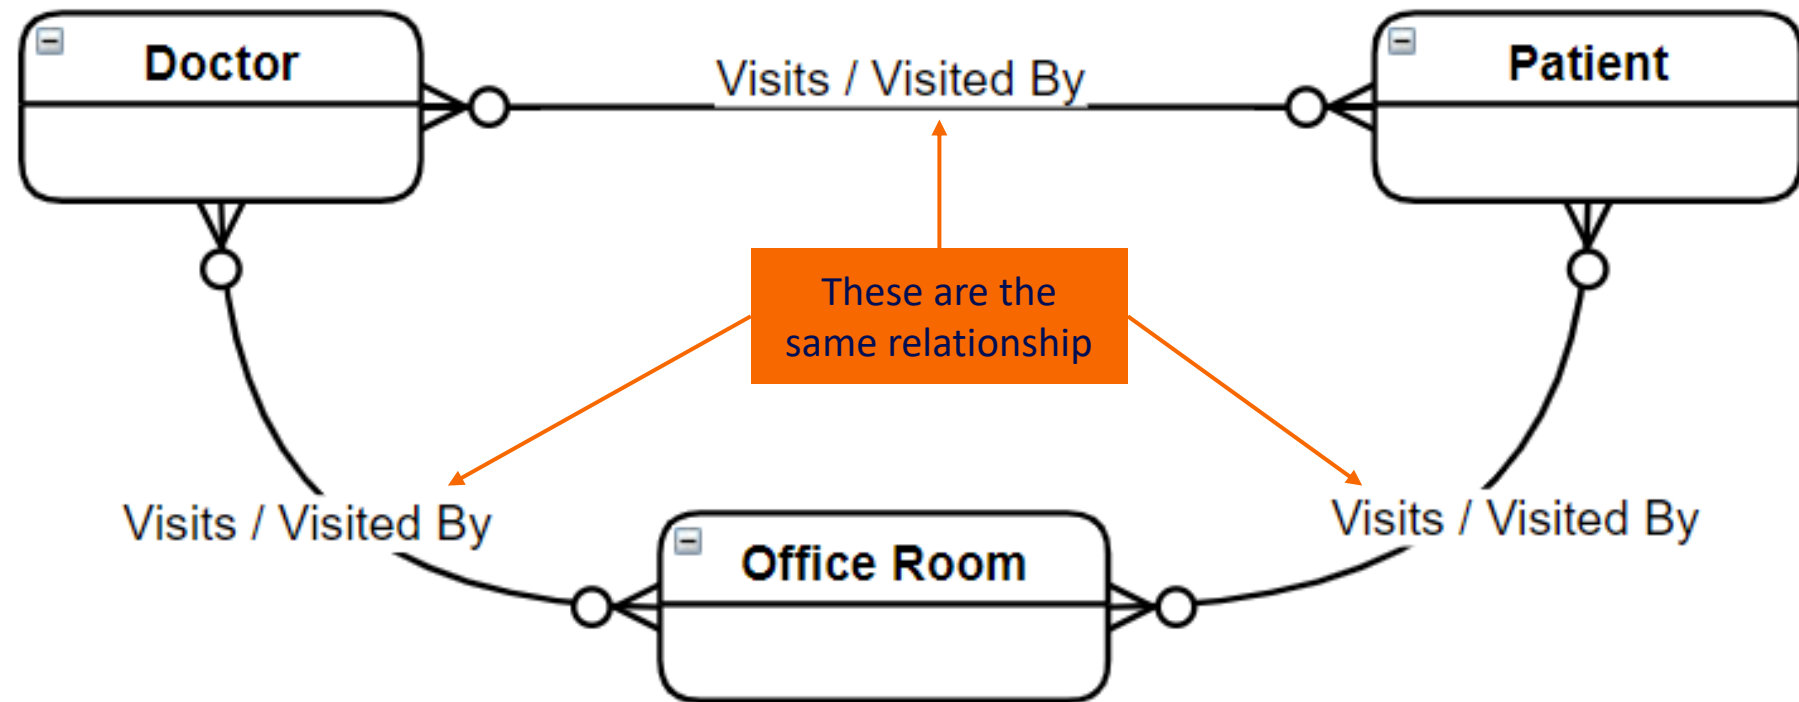 Doctor
Visits / Visited By
Patient
These are the
same relationship
Visits / Visited By
Office Room
Visits / Visited By